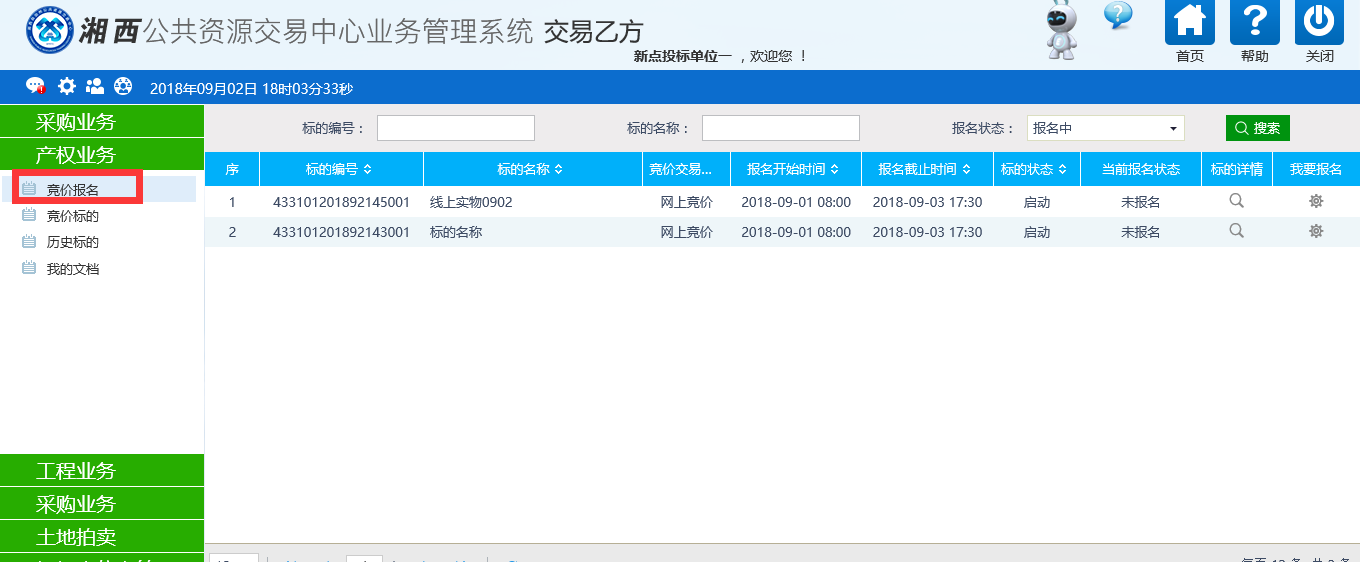 湘西公共资源交易中心业务管理系统 交易乙方
新点投标单位一 ，欢迎您 ！
首页 帮助 关闭
2018年09月02日 18时03分33秒
采购业务
产权业务
竞价报名
竞价标的
历史标的
我的文档
工程业务
采购业务
土地拍卖
标的编号： 标的名称： 报名状态： 报名中 搜索
序 标的编号 标的名称 竞价交易... 报名开始时间 报名截止时间 标的状态 当前报名状态 标的详情 我要报名
1 433101201892145001 线上实物0902 网上竞价 2018-09-01 08:00 2018-09-03 17:30 启动 未报名
2 433101201892143001 标的名称 网上竞价 2018-09-01 08:00 2018-09-03 17:30 启动 未报名